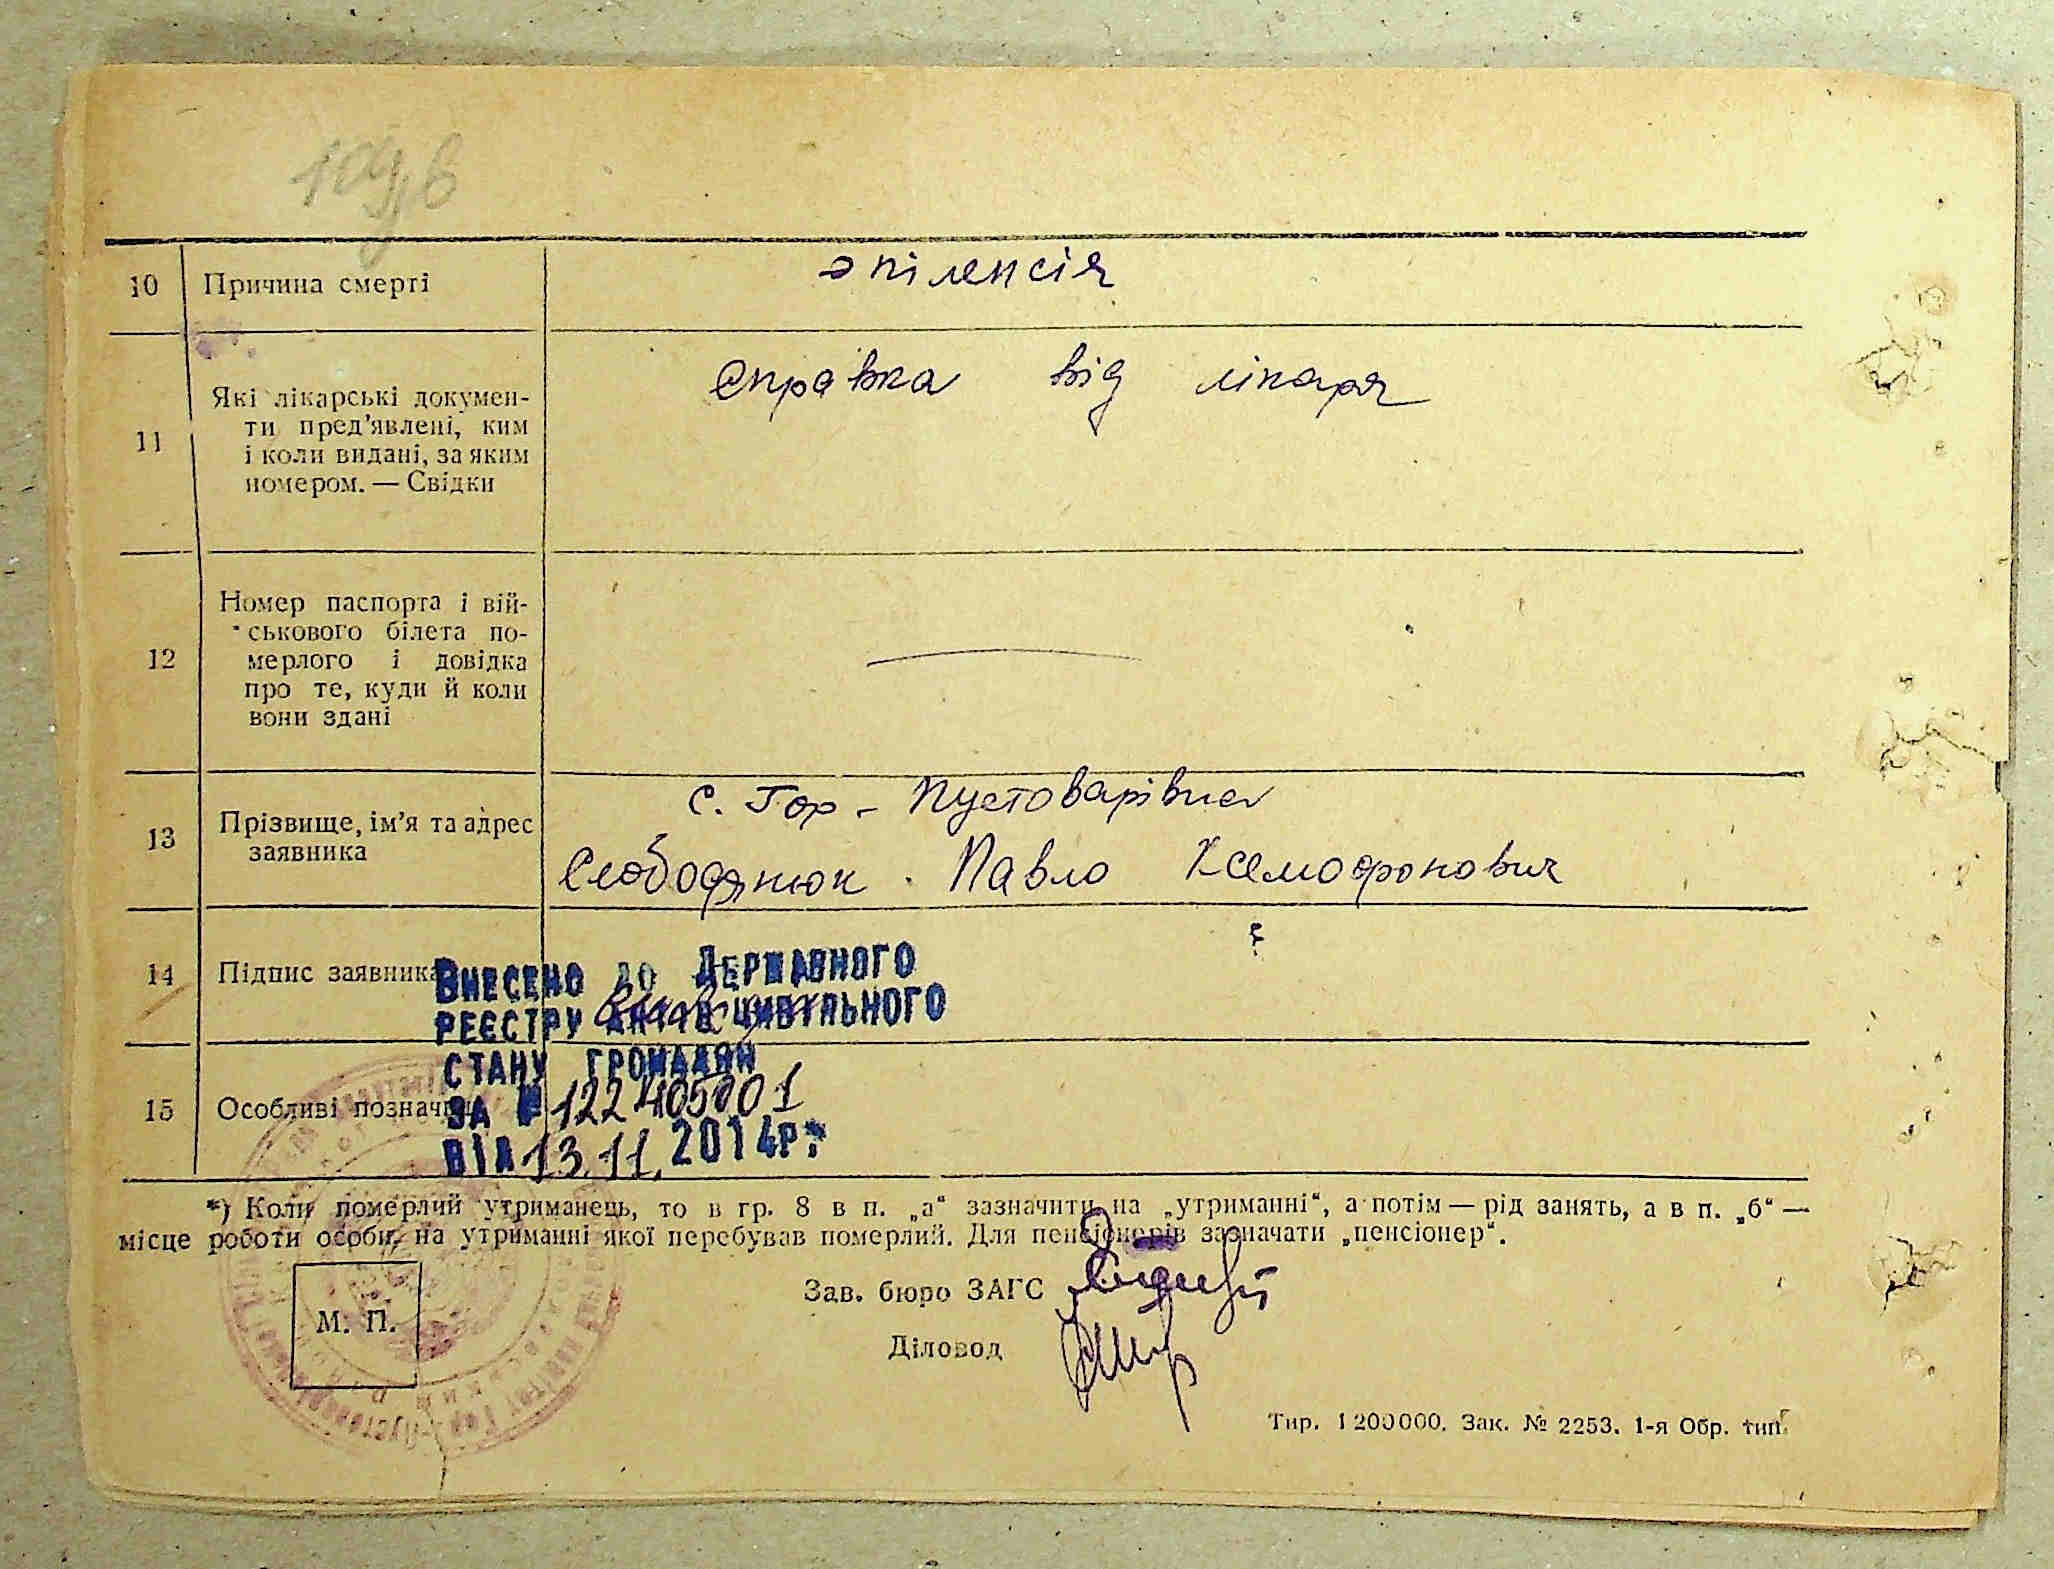 109,в
10 Причина смерті
эпілепсія
11 Які лікарські докумен-
ти пред'явлені, ким
і коли видані, за яким
номером. — Свідки
Справка від лікаря
12 Номер паспорта і вій-
ськового білета по-
мерлого і довідка
про те, куди й коли
вони здані
13 Прізвище, ім'я та адрес
заявника
с. Гор - Пустоварівка
Слободянюк Павло Ксемофронович
14 Підпис заявника
15 Особливі позначки
Внесено до Державного
реєстру актів цивільного
стану громадян
за № 122405001
від 13.11.2014р.
*) Коли померлий утриманець, то в гр. 8 в п. „а“ зазначити на „утриманні“, а потім — рід занять, а в п. „б“ —
місце роботи особи, на утриманні якої перебував померлий. Для пенсіонерів зазначати „пенсіонер“.
Зав. бюро ЗАГС
М. П.
Діловод
Тир. 1200000. Зак. № 2253. 1-я Обр. тип.